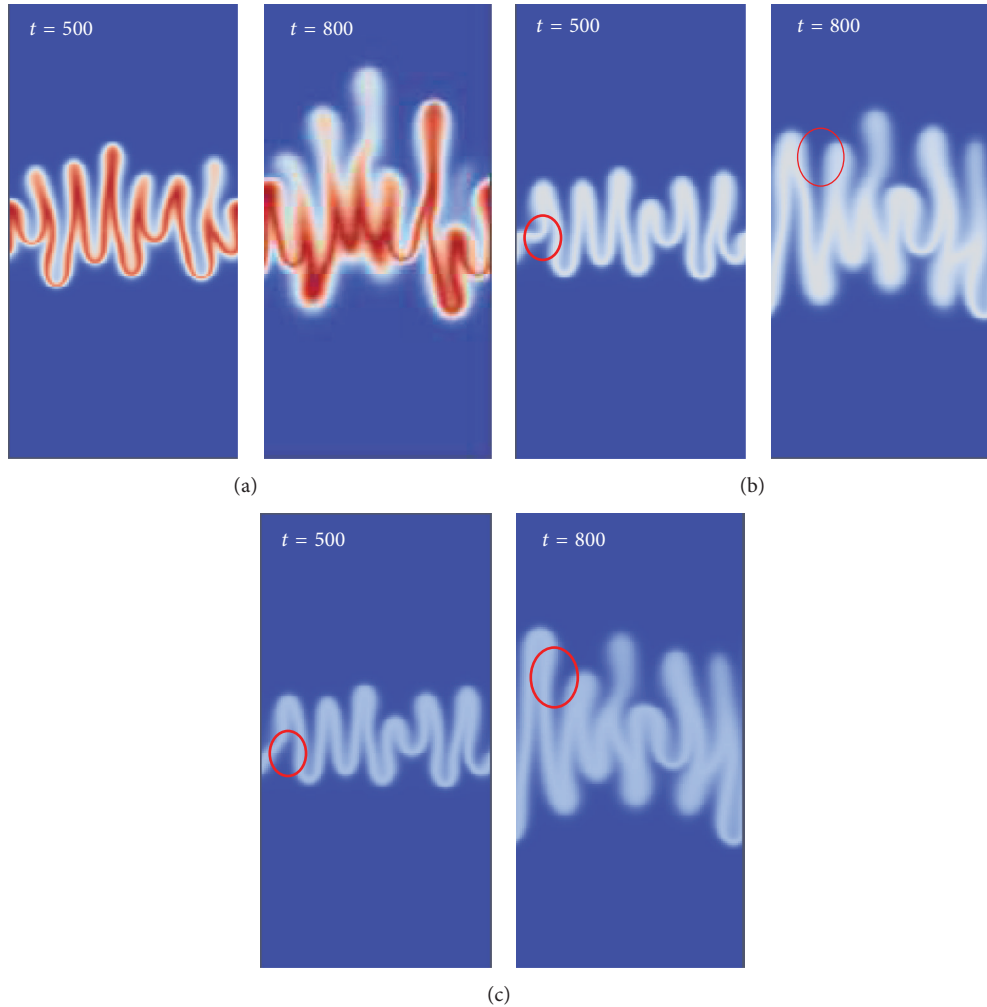 t = 500
t = 800
t = 500
t = 800
(a)
(b)
t = 500
t = 800
(c)